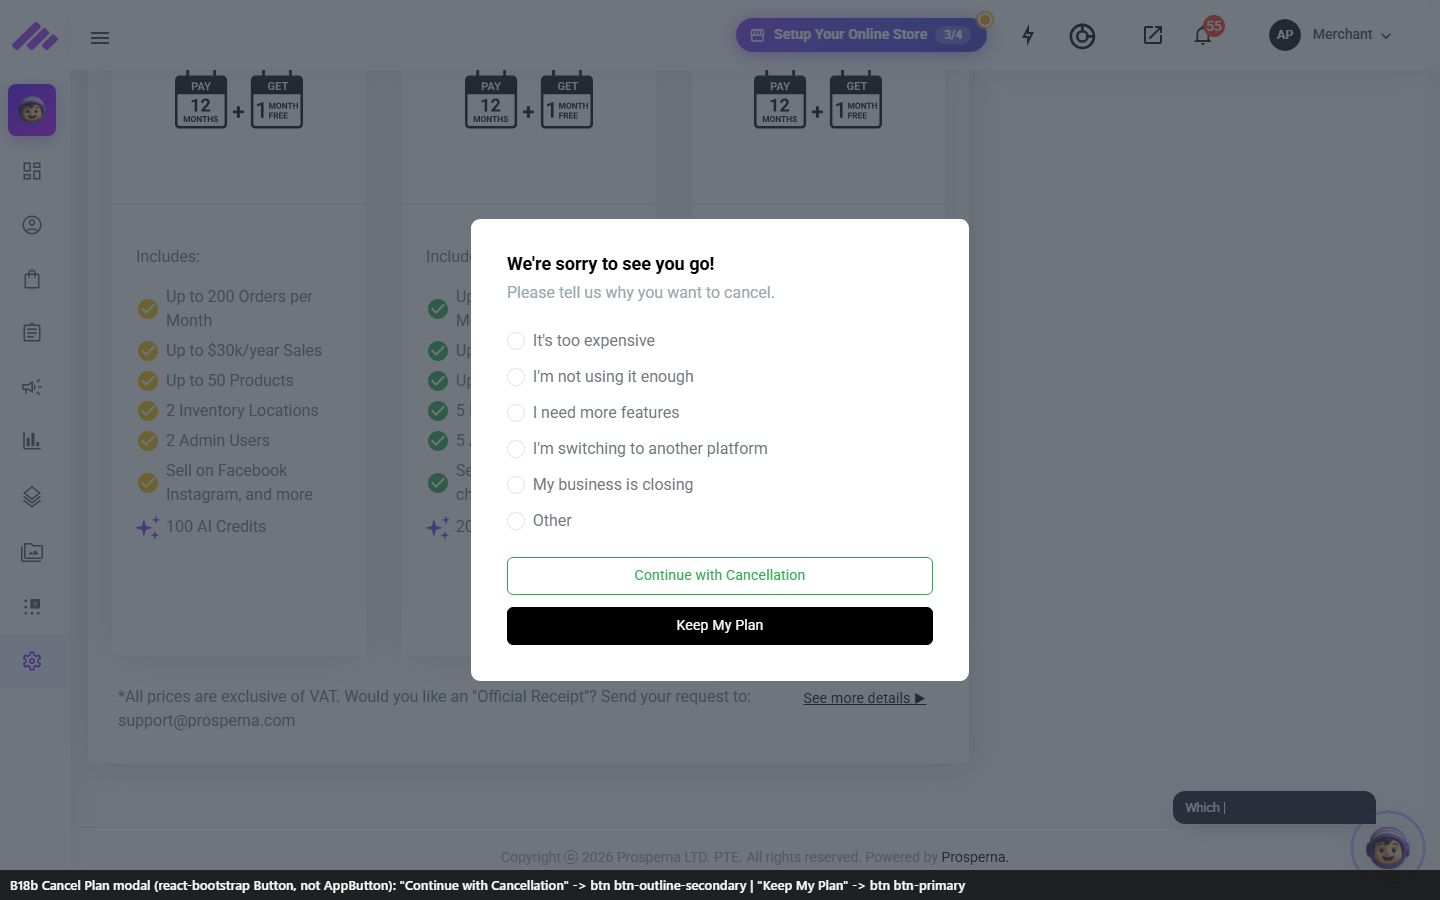 Setup Your Online Store 3/4
55
AP Merchant
PAY 12 MONTHS + GET 1 MONTH FREE
PAY 12 MONTHS + GET 1 MONTH FREE
PAY 12 MONTHS + GET 1 MONTH FREE
Includes:
Up to 200 Orders per
Month
Up to $30k/year Sales
Up to 50 Products
2 Inventory Locations
2 Admin Users
Sell on Facebook
Instagram, and more
100 AI Credits
We're sorry to see you go!
Please tell us why you want to cancel.
It's too expensive
I'm not using it enough
I need more features
I'm switching to another platform
My business is closing
Other
Continue with Cancellation
Keep My Plan
*All prices are exclusive of VAT. Would you like an "Official Receipt"? Send your request to:
support@prosperna.com
See more details ▶
Which |
Copyright ⓒ 2026 Prosperna LTD. PTE. All rights reserved. Powered by Prosperna.
B18b Cancel Plan modal (react-bootstrap Button, not AppButton): "Continue with Cancellation" -> btn btn-outline-secondary | "Keep My Plan" -> btn btn-primary